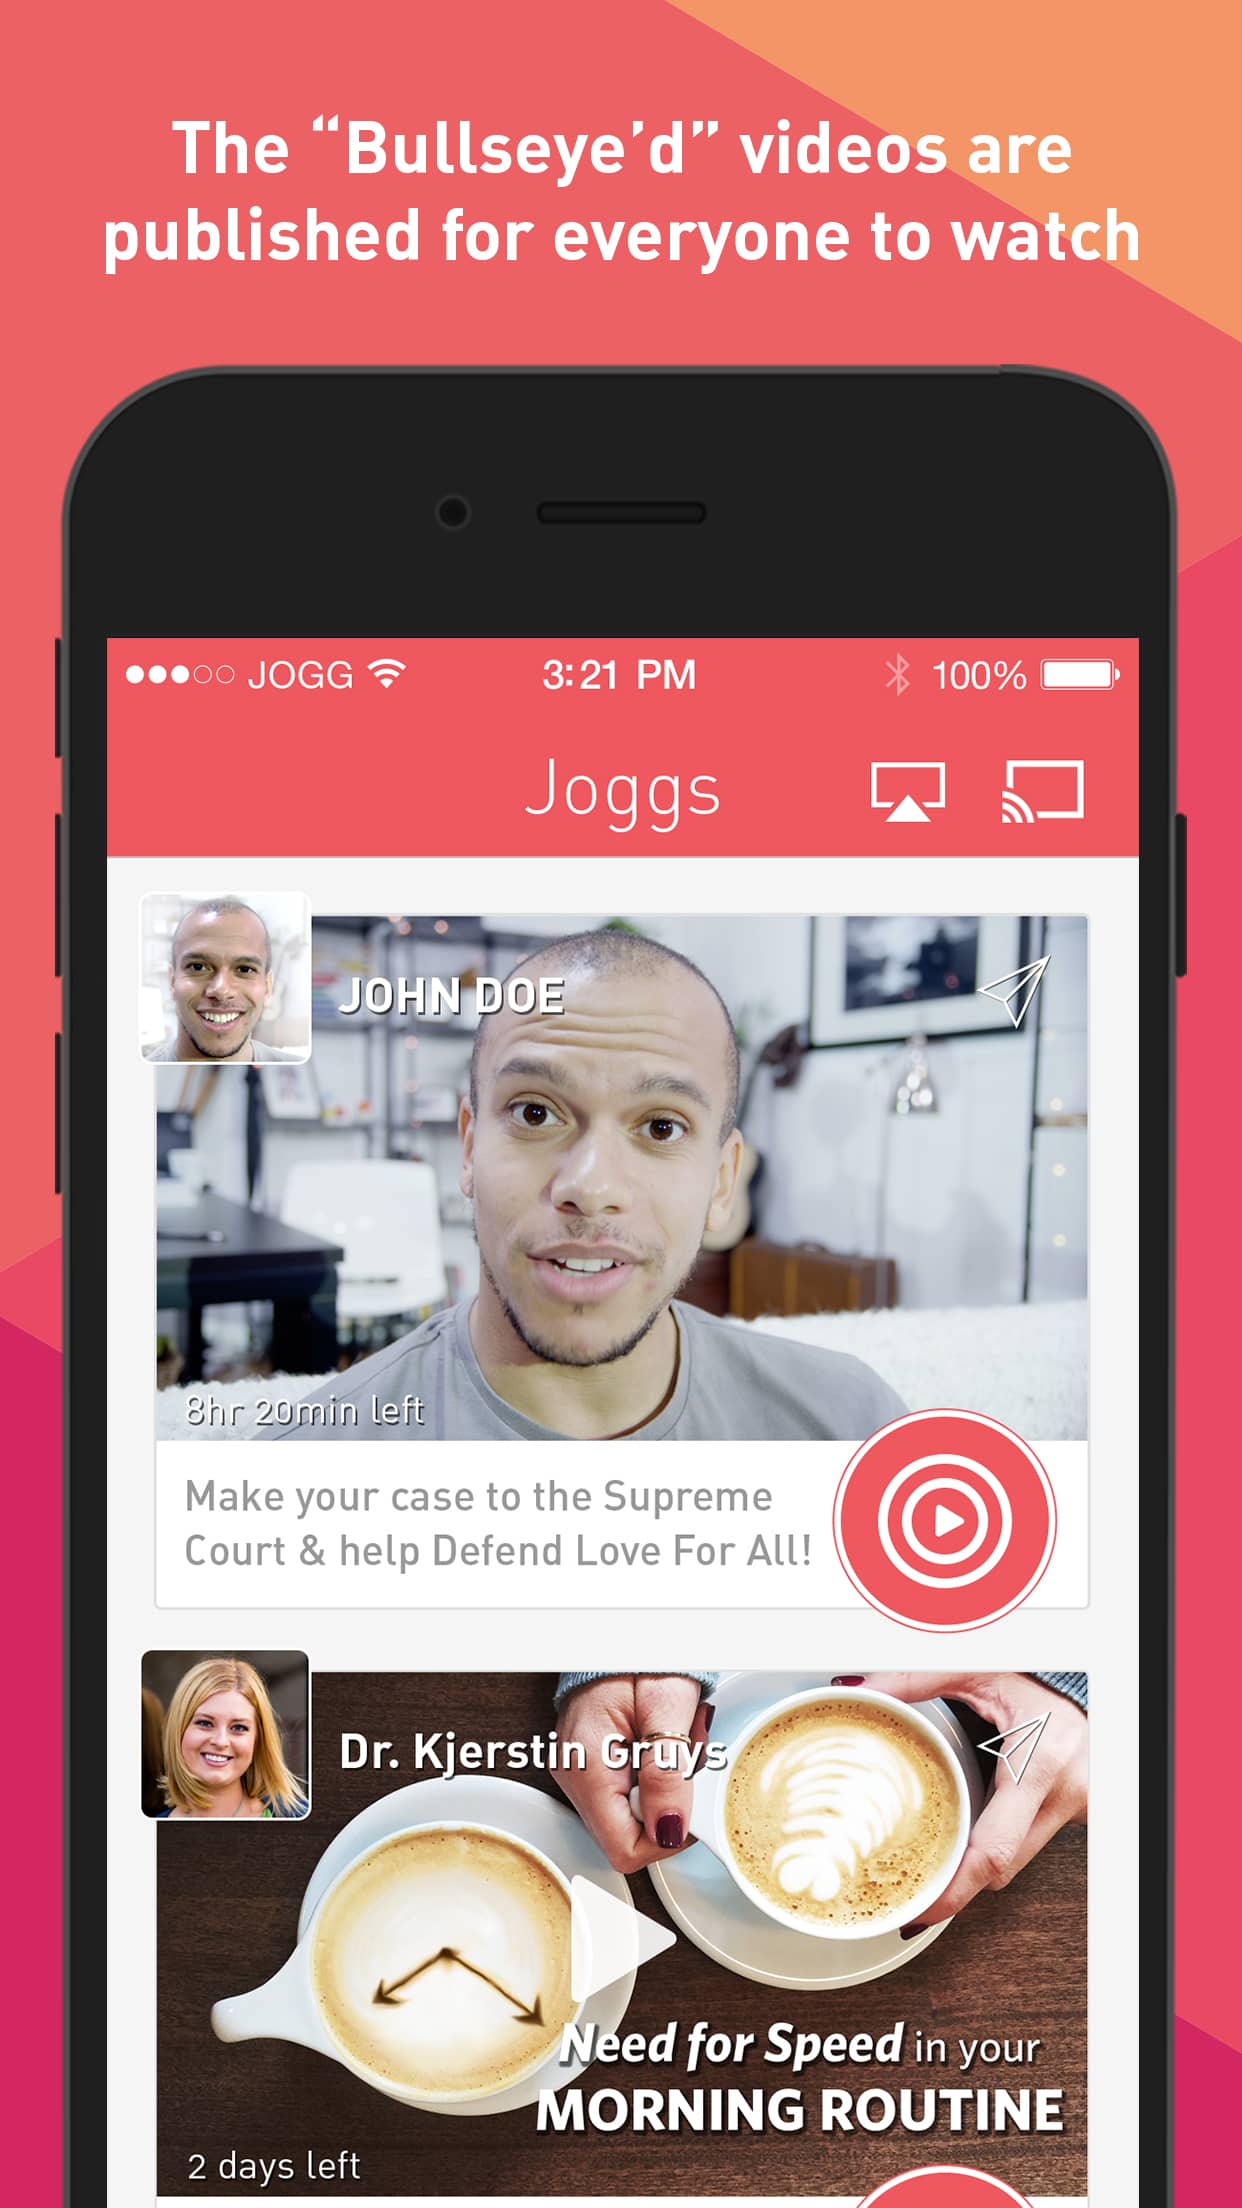 The “Bullseye’d” videos are
published for everyone to watch
JOGG 3:21 PM 100%
Joggs
JOHN DOE
8hr 20min left
Make your case to the Supreme
Court & help Defend Love For All!
Dr. Kjerstin Gruys
Need for Speed in your
MORNING ROUTINE
2 days left